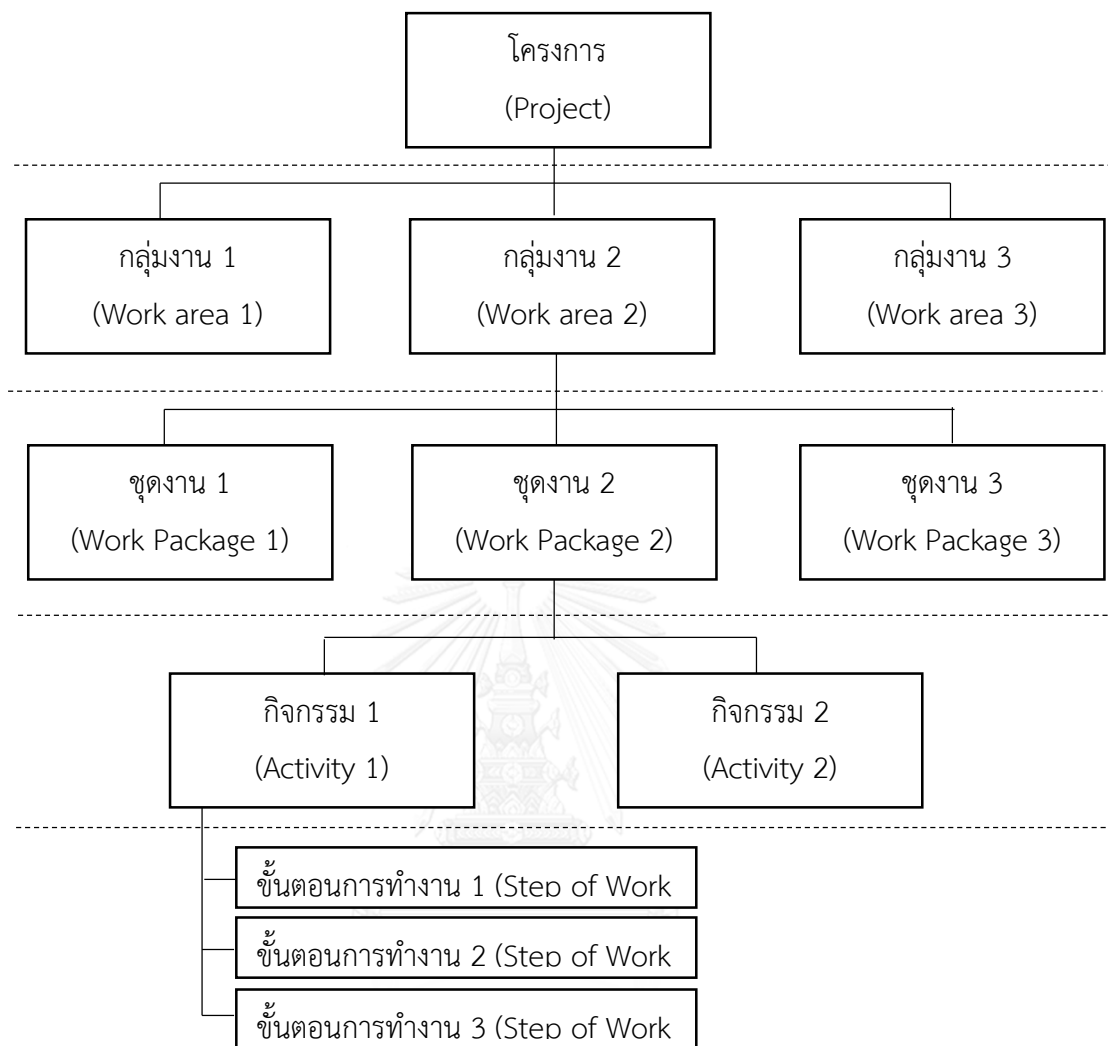 โครงการ
(Project)
กลุ่มงาน 1
(Work area 1)
กลุ่มงาน 2
(Work area 2)
กลุ่มงาน 3
(Work area 3)
ชุดงาน 1
(Work Package 1)
ชุดงาน 2
(Work Package 2)
ชุดงาน 3
(Work Package 3)
กิจกรรม 1
(Activity 1)
กิจกรรม 2
(Activity 2)
ขั้นตอนการทำงาน 1 (Step of Work
ขั้นตอนการทำงาน 2 (Step of Work
ขั้นตอนการทำงาน 3 (Step of Work